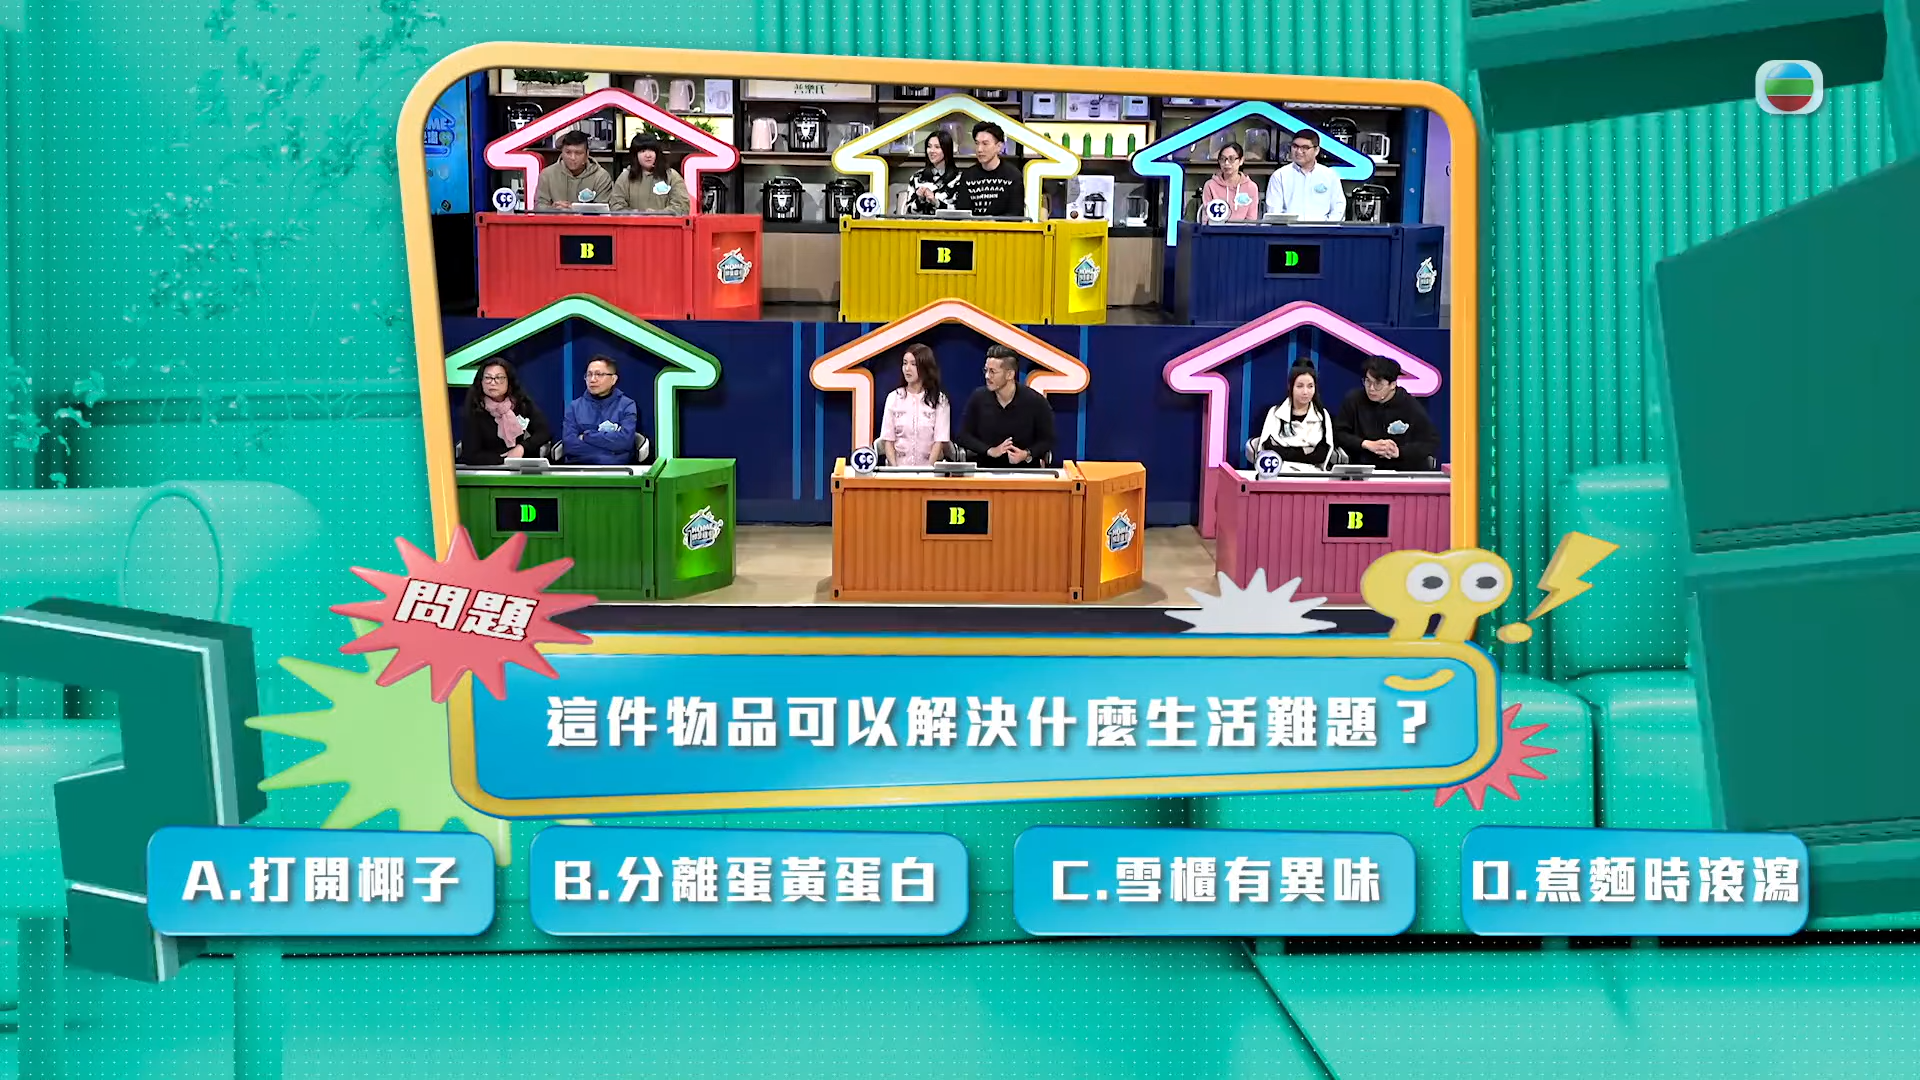 B
B
D
D
B
B
問題
這件物品可以解決什麼生活難題？
A.打開椰子
B.分離蛋黃蛋白
C.雪櫃有異味
D.煮麵時滾瀉